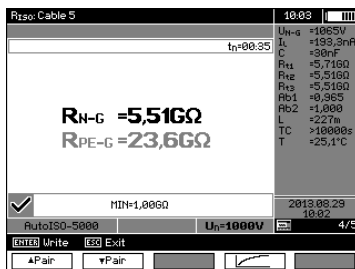 RISO: Cable 5
10:03
tn=00:35
RN-G =5,51GΩ
RPE-G =23,6GΩ
MIN=1,00GΩ
AutoISO-5000
Un=1000V
UN-G =1065V
IL =193,3nA
C =30nF
Rt1 =5,71GΩ
Rt2 =5,51GΩ
Rt3 =5,51GΩ
Ab1 =0,965
Ab2 =1,000
L =227m
TC >10000s
T =25,1°C
2013.08.29
10:02
4/5
ENTER Write ESC Exit
▲Pair ▼Pair